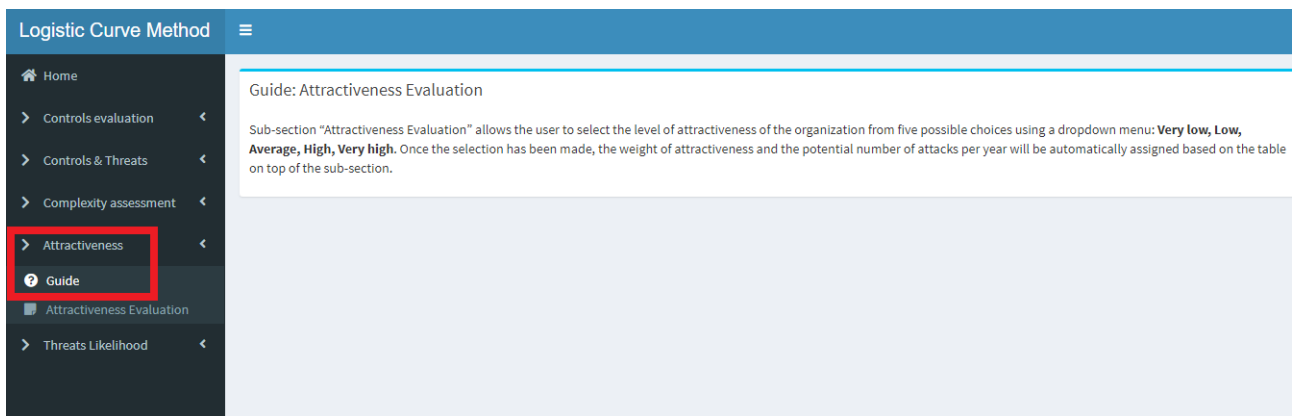 Logistic Curve Method
Home
Controls evaluation
Controls & Threats
Complexity assessment
Attractiveness
Guide
Attractiveness Evaluation
Threats Likelihood
Guide: Attractiveness Evaluation
Sub-section “Attractiveness Evaluation” allows the user to select the level of attractiveness of the organization from five possible choices using a dropdown menu: Very low, Low,
Average, High, Very high. Once the selection has been made, the weight of attractiveness and the potential number of attacks per year will be automatically assigned based on the table
on top of the sub-section.